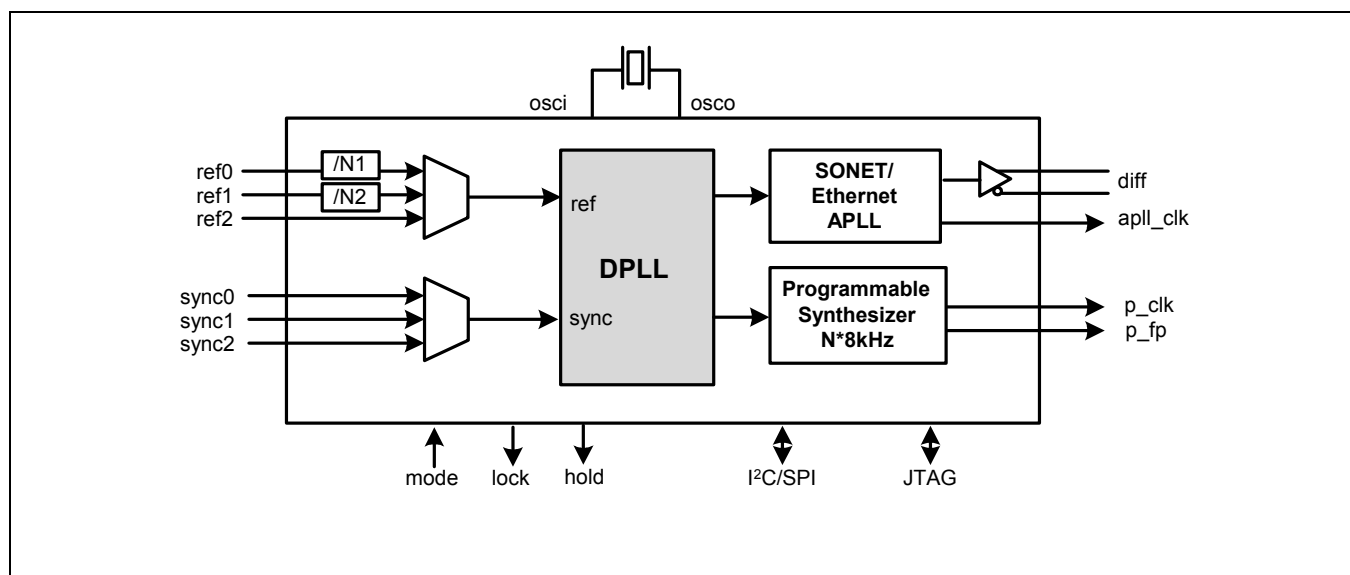 osci
osco
ref0
/N1
ref1
/N2
ref2
ref
sync0
sync1
sync2
sync
DPLL
SONET/
Ethernet
APLL
diff
apll_clk
Programmable
Synthesizer
N*8kHz
p_clk
p_fp
mode
lock
hold
I²C/SPI
JTAG